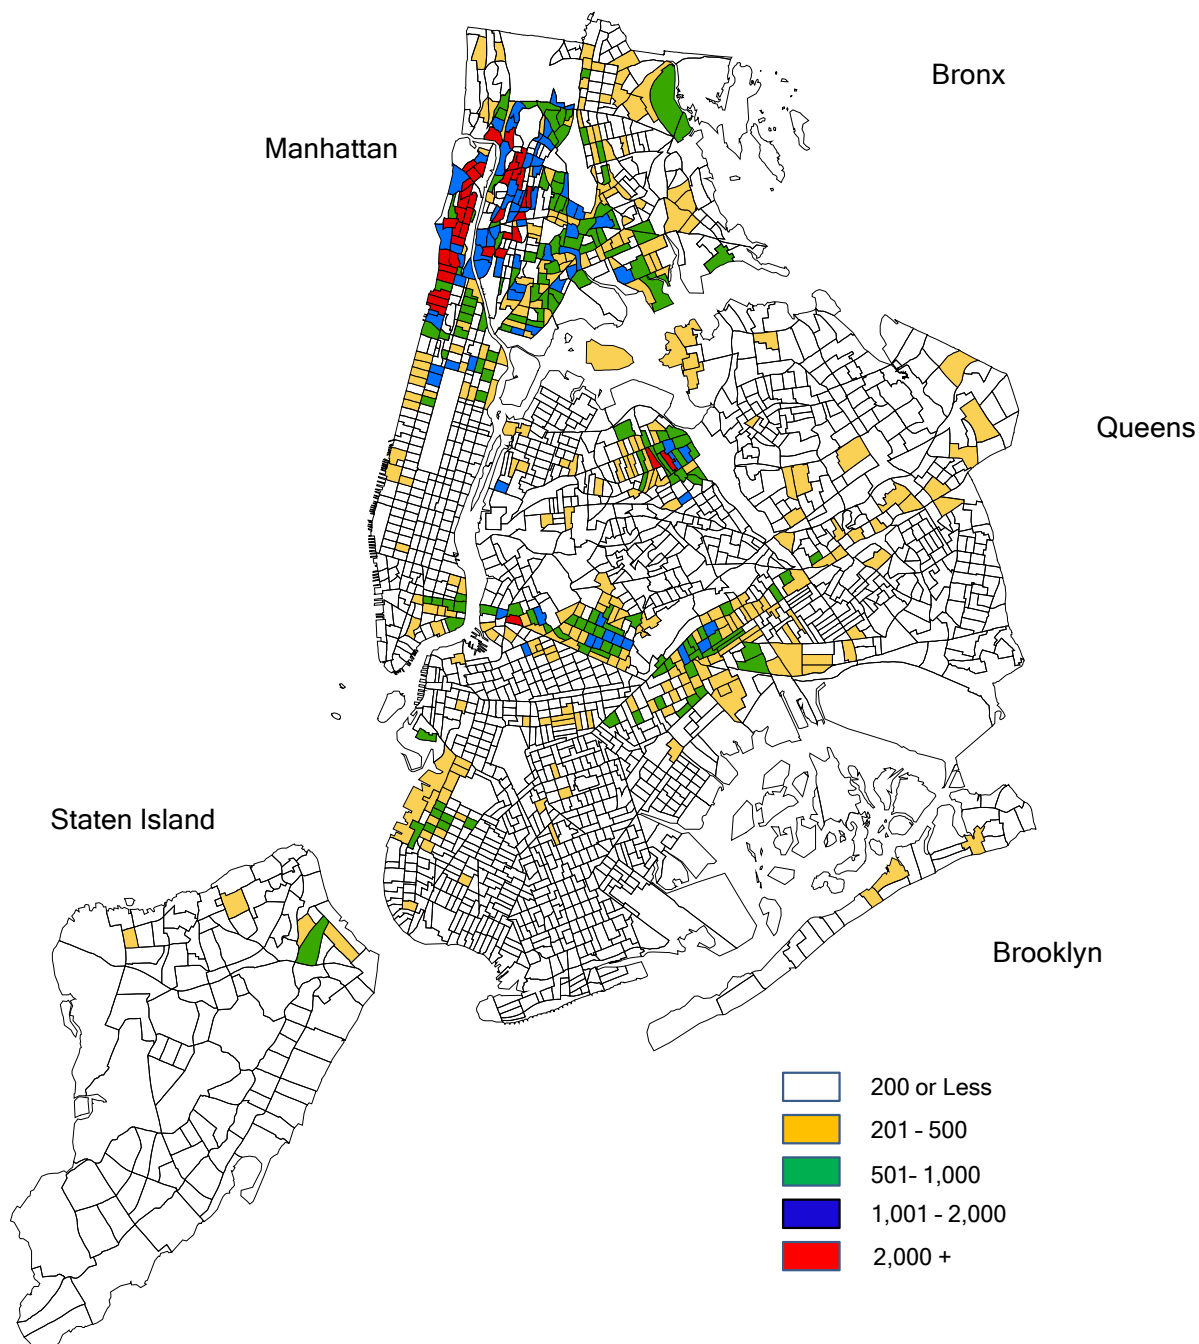 Bronx
Manhattan
Queens
Staten Island
Brooklyn
200 or Less
201 - 500
501- 1,000
1,001 - 2,000
2,000 +